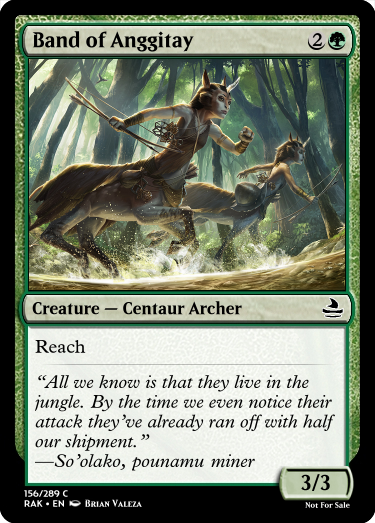 Band of Anggitay 2
Creature — Centaur Archer
Reach
“All we know is that they live in the
jungle. By the time we even notice their
attack they’ve already ran off with half
our shipment.”
—So’olako, pounamu miner
3/3
156/289 C
RAK • EN Brian Valeza
Not For Sale